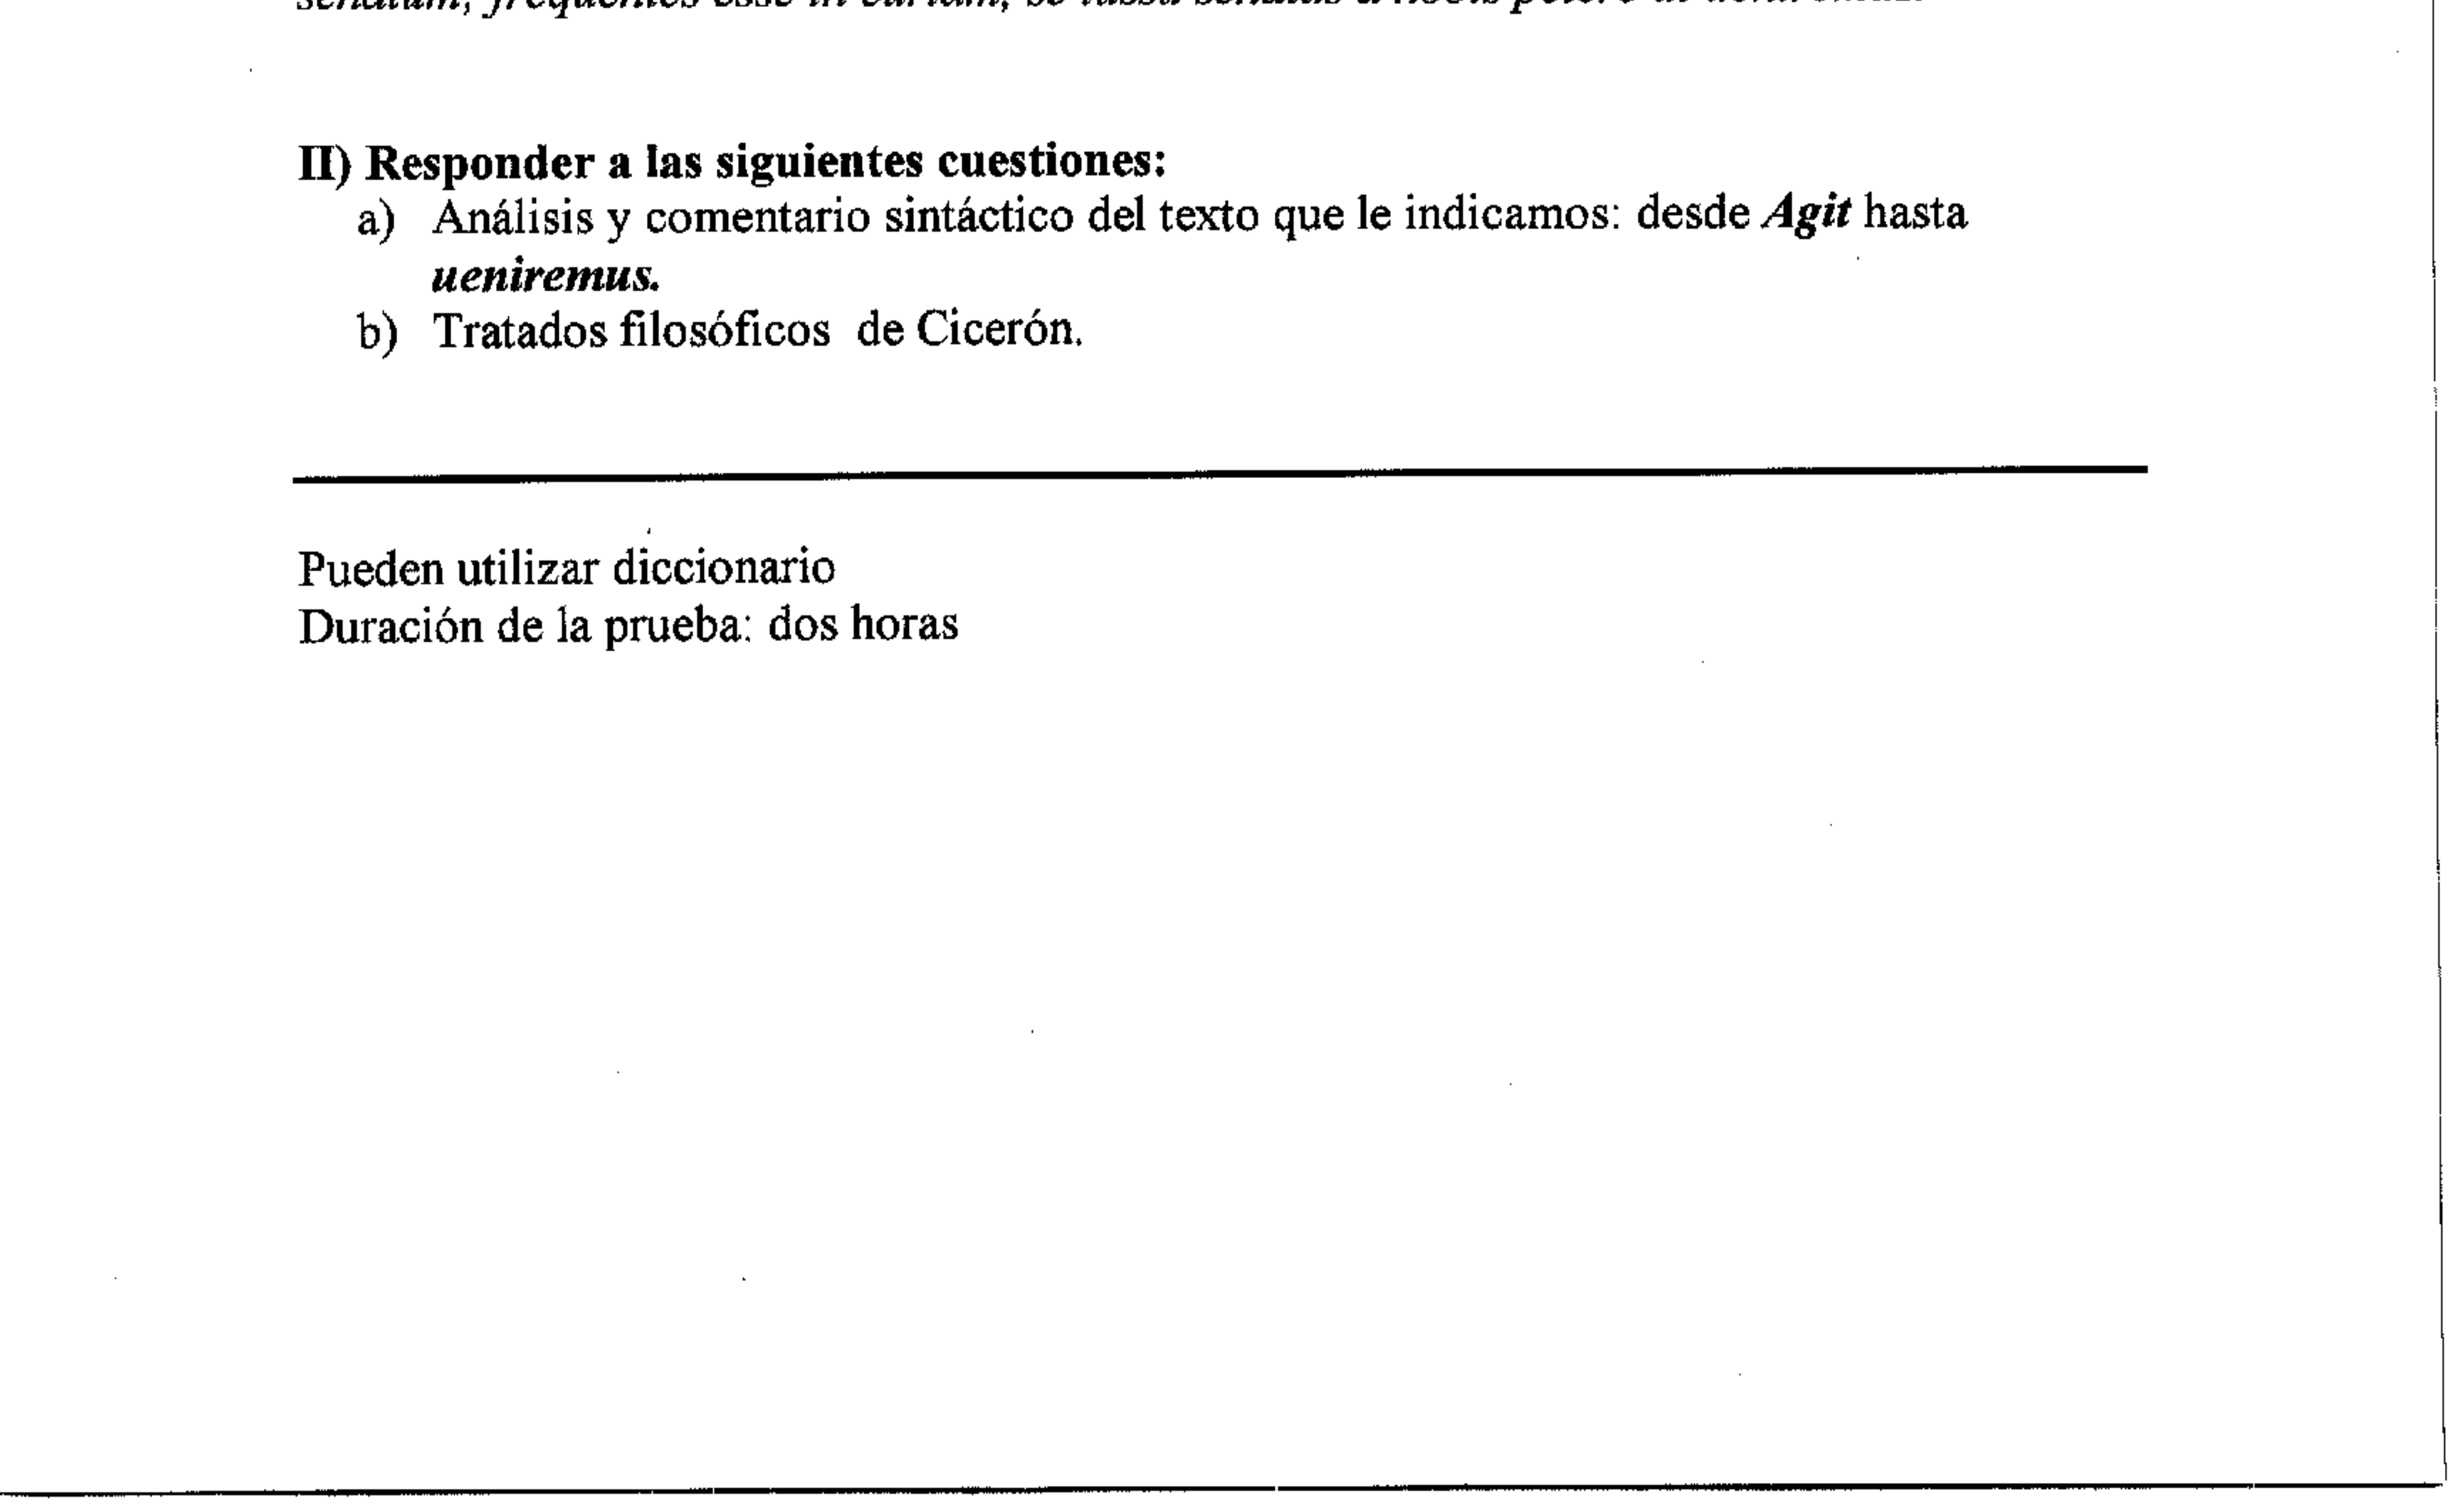 II) Responder a las siguientes cuestiones:
a) Análisis y comentario sintáctico del texto que le indicamos: desde Agit hasta
ueniremus.
b) Tratados filosóficos de Cicerón.
Pueden utilizar diccionario
Duración de la prueba: dos horas